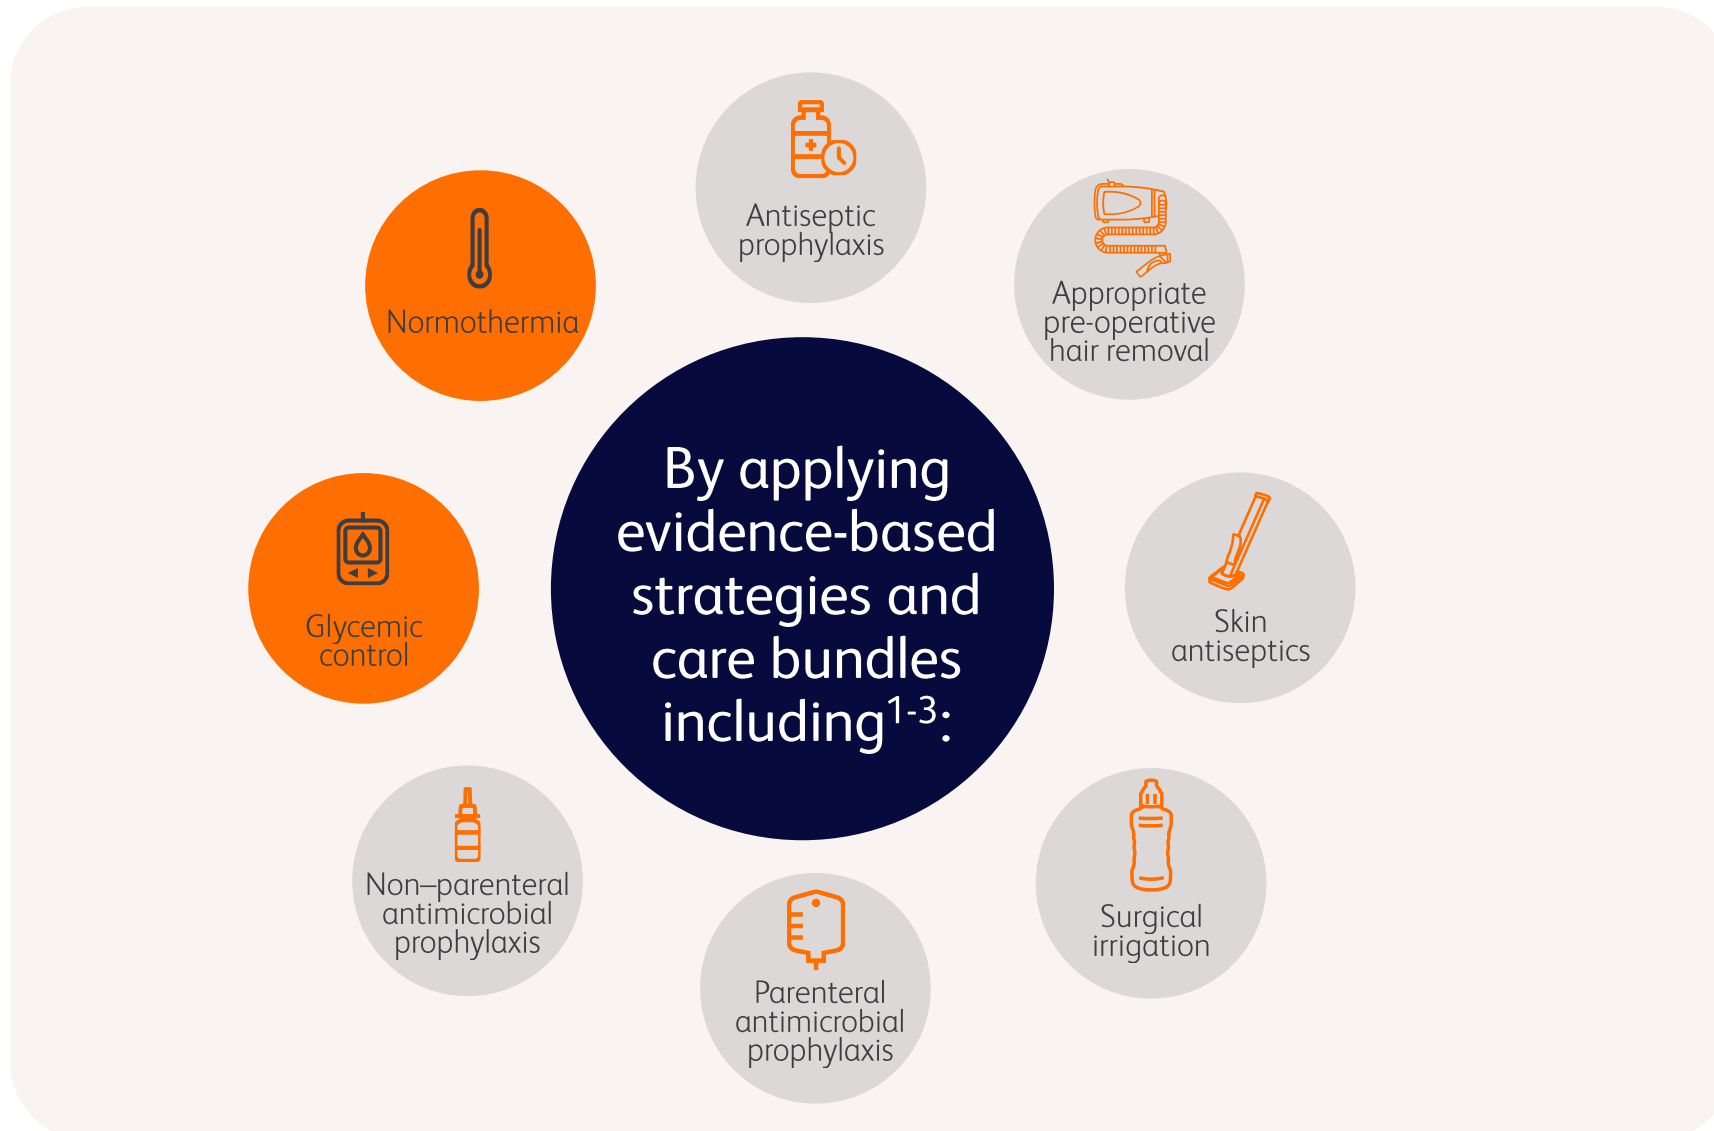 Antiseptic
prophylaxis
Appropriate
pre-operative
hair removal
Normothermia
By applying
evidence-based
strategies and
care bundles
including1-3:
Skin
antiseptics
Glycemic
control
Surgical
irrigation
Non–parenteral
antimicrobial
prophylaxis
Parenteral
antimicrobial
prophylaxis